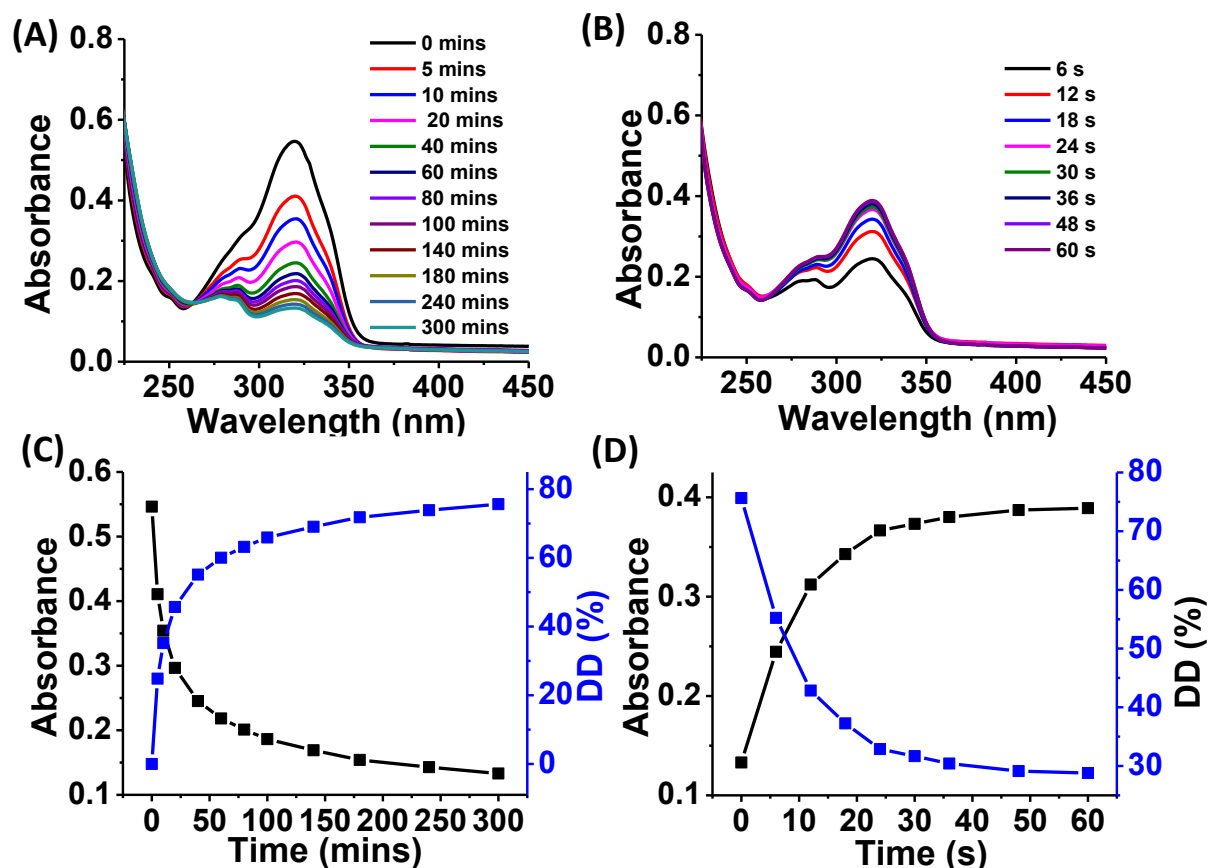 (A)
0.8
0.6
0.4
0.2
0.0
Absorbance
250 300 350 400 450
Wavelength (nm)
0 mins
5 mins
10 mins
20 mins
40 mins
60 mins
80 mins
100 mins
140 mins
180 mins
240 mins
300 mins
(B)
0.8
0.6
0.4
0.2
0.0
Absorbance
250 300 350 400 450
Wavelength (nm)
6 s
12 s
18 s
24 s
30 s
36 s
48 s
60 s
(C)
0.6
0.5
0.4
0.3
0.2
0.1
Absorbance
0 50 100 150 200 250 300
Time (mins)
80
60
40
20
0
DD (%)
(D)
0.4
0.3
0.2
0.1
Absorbance
0 10 20 30 40 50 60
Time (s)
80
70
60
50
40
30
DD (%)